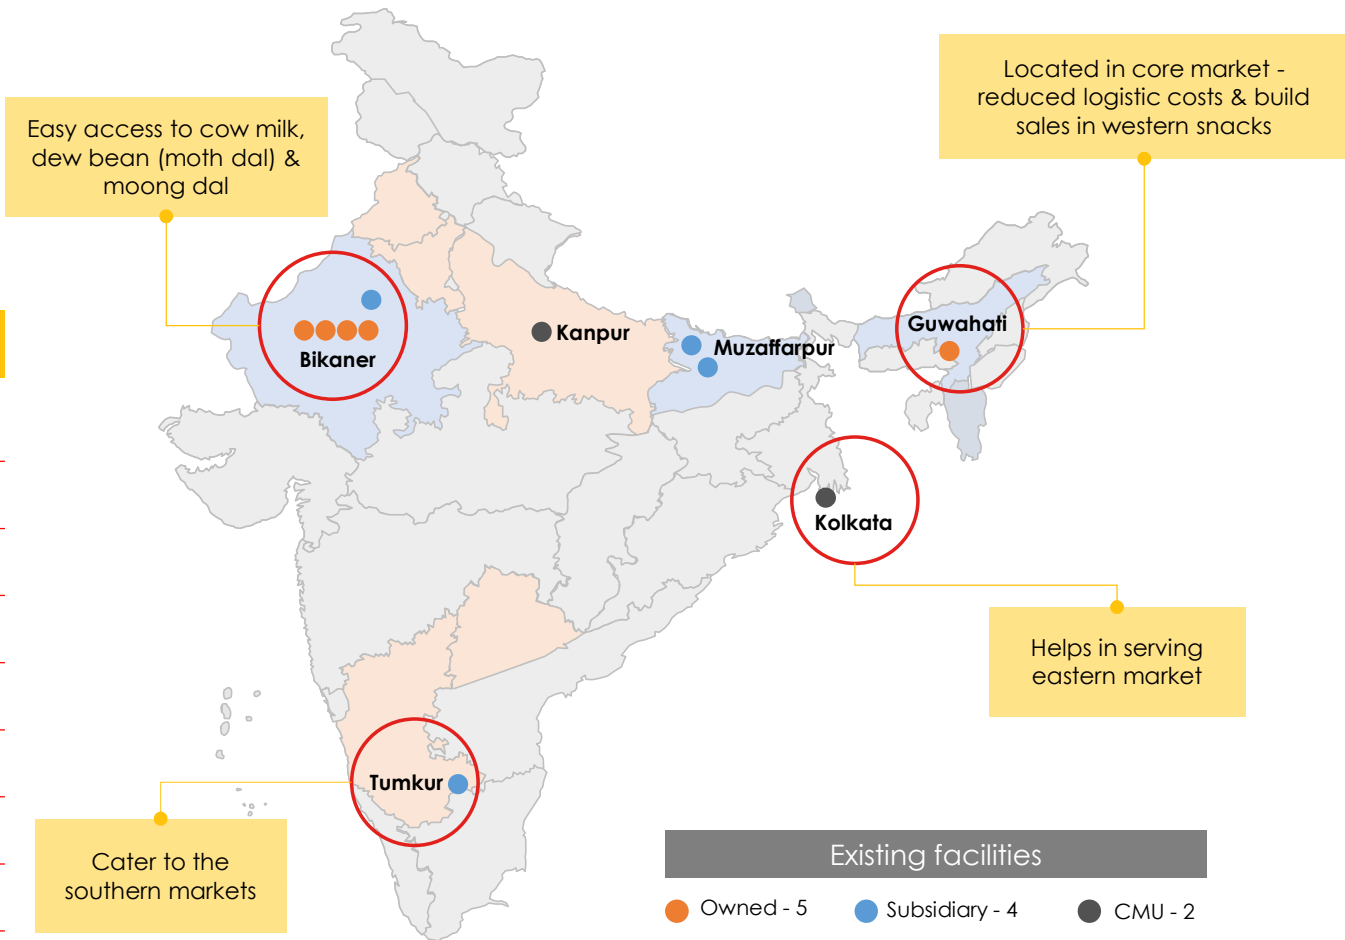 Located in core market -
reduced logistic costs & build
sales in western snacks
Easy access to cow milk,
dew bean (moth dal) &
moong dal
Guwahati
Kanpur
Muzaffarpur
Bikaner
Kolkata
Helps in serving
eastern market
Tumkur
Cater to the
southern markets
Existing facilities
Owned - 5
Subsidiary - 4
CMU - 2